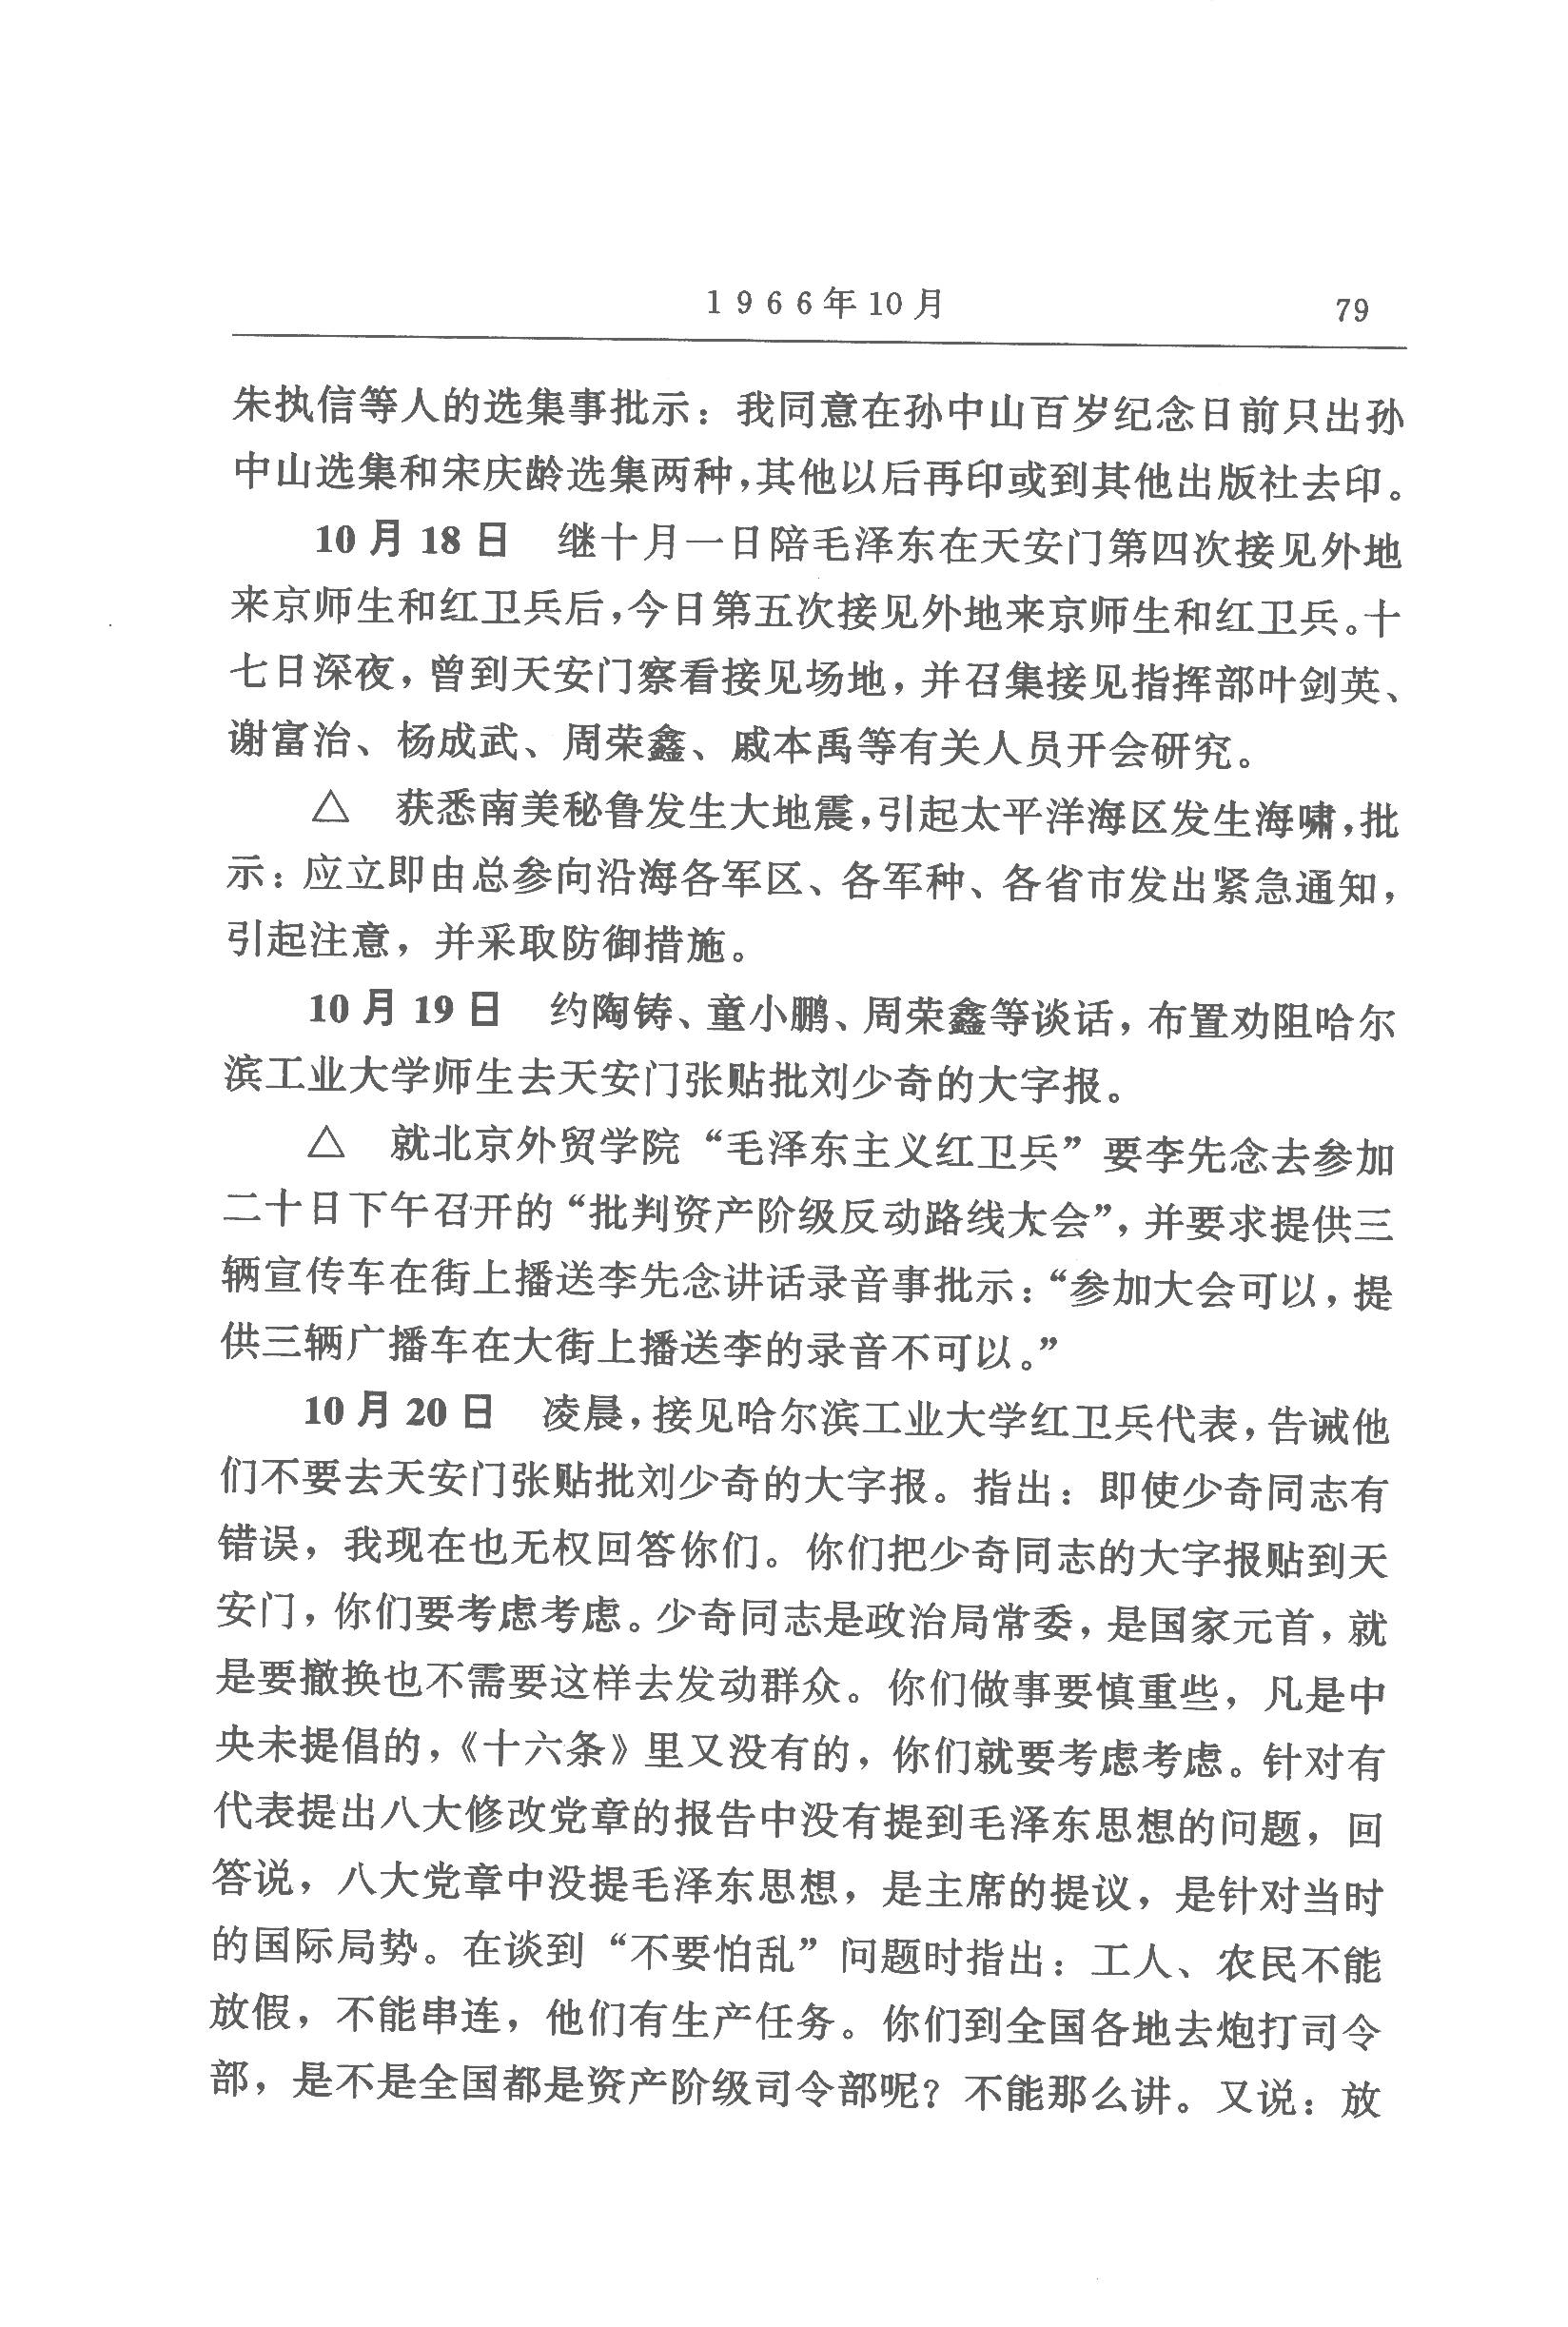 1966年10月
79
朱执信等人的选集事批示：我同意在孙中山百岁纪念日前只出孙
中山选集和宋庆龄选集两种，其他以后再印或到其他出版社去印。
10月18日　继十月一日陪毛泽东在天安门第四次接见外地
来京师生和红卫兵后，今日第五次接见外地来京师生和红卫兵。十
七日深夜，曾到天安门察看接见场地，并召集接见指挥部叶剑英、
谢富治、杨成武、周荣鑫、戚本禹等有关人员开会研究。
△　获悉南美秘鲁发生大地震，引起太平洋海区发生海啸，批
示：应立即由总参向沿海各军区、各军种、各省市发出紧急通知，
引起注意，并采取防御措施。
10月19日　约陶铸、童小鹏、周荣鑫等谈话，布置劝阻哈尔
滨工业大学师生去天安门张贴批刘少奇的大字报。
△　就北京外贸学院“毛泽东主义红卫兵”要李先念去参加
二十日下午召开的“批判资产阶级反动路线大会”，并要求提供三
辆宣传车在街上播送李先念讲话录音事批示：“参加大会可以，提
供三辆广播车在大街上播送李的录音不可以。”
10月20日　凌晨，接见哈尔滨工业大学红卫兵代表，告诫他
们不要去天安门张贴批刘少奇的大字报。指出：即使少奇同志有
错误，我现在也无权回答你们。你们把少奇同志的大字报贴到天
安门，你们要考虑考虑。少奇同志是政治局常委，是国家元首，就
是要撤换也不需要这样去发动群众。你们做事要慎重些，凡是中
央未提倡的，《十六条》里又没有的，你们就要考虑考虑。针对有
代表提出八大修改党章的报告中没有提到毛泽东思想的问题，回
答说，八大党章中没提毛泽东思想，是主席的提议，是针对当时
的国际局势。在谈到“不要怕乱”问题时指出：工人、农民不能
放假，不能串连，他们有生产任务。你们到全国各地去炮打司令
部，是不是全国都是资产阶级司令部呢？不能那么讲。又说：放